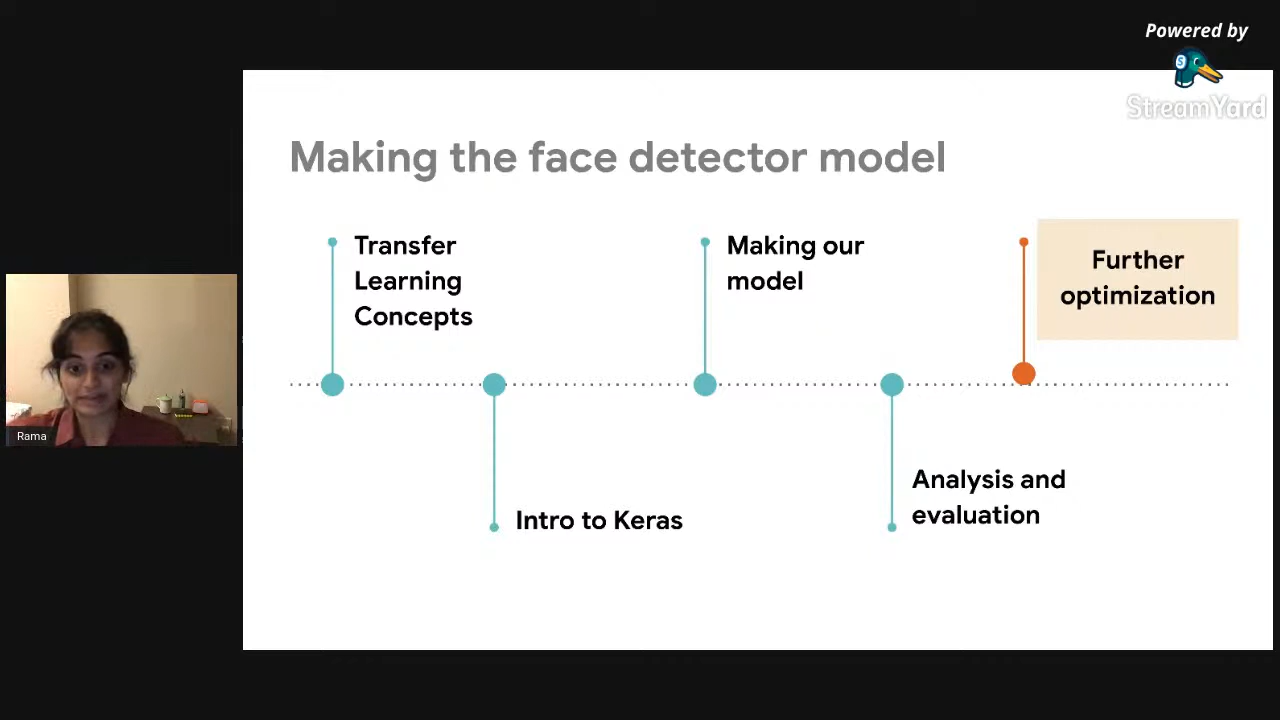 Powered by
StreamYard
Making the face detector model
Transfer
Learning
Concepts
Making our
model
Further
optimization
Rama
Analysis and
evaluation
Intro to Keras